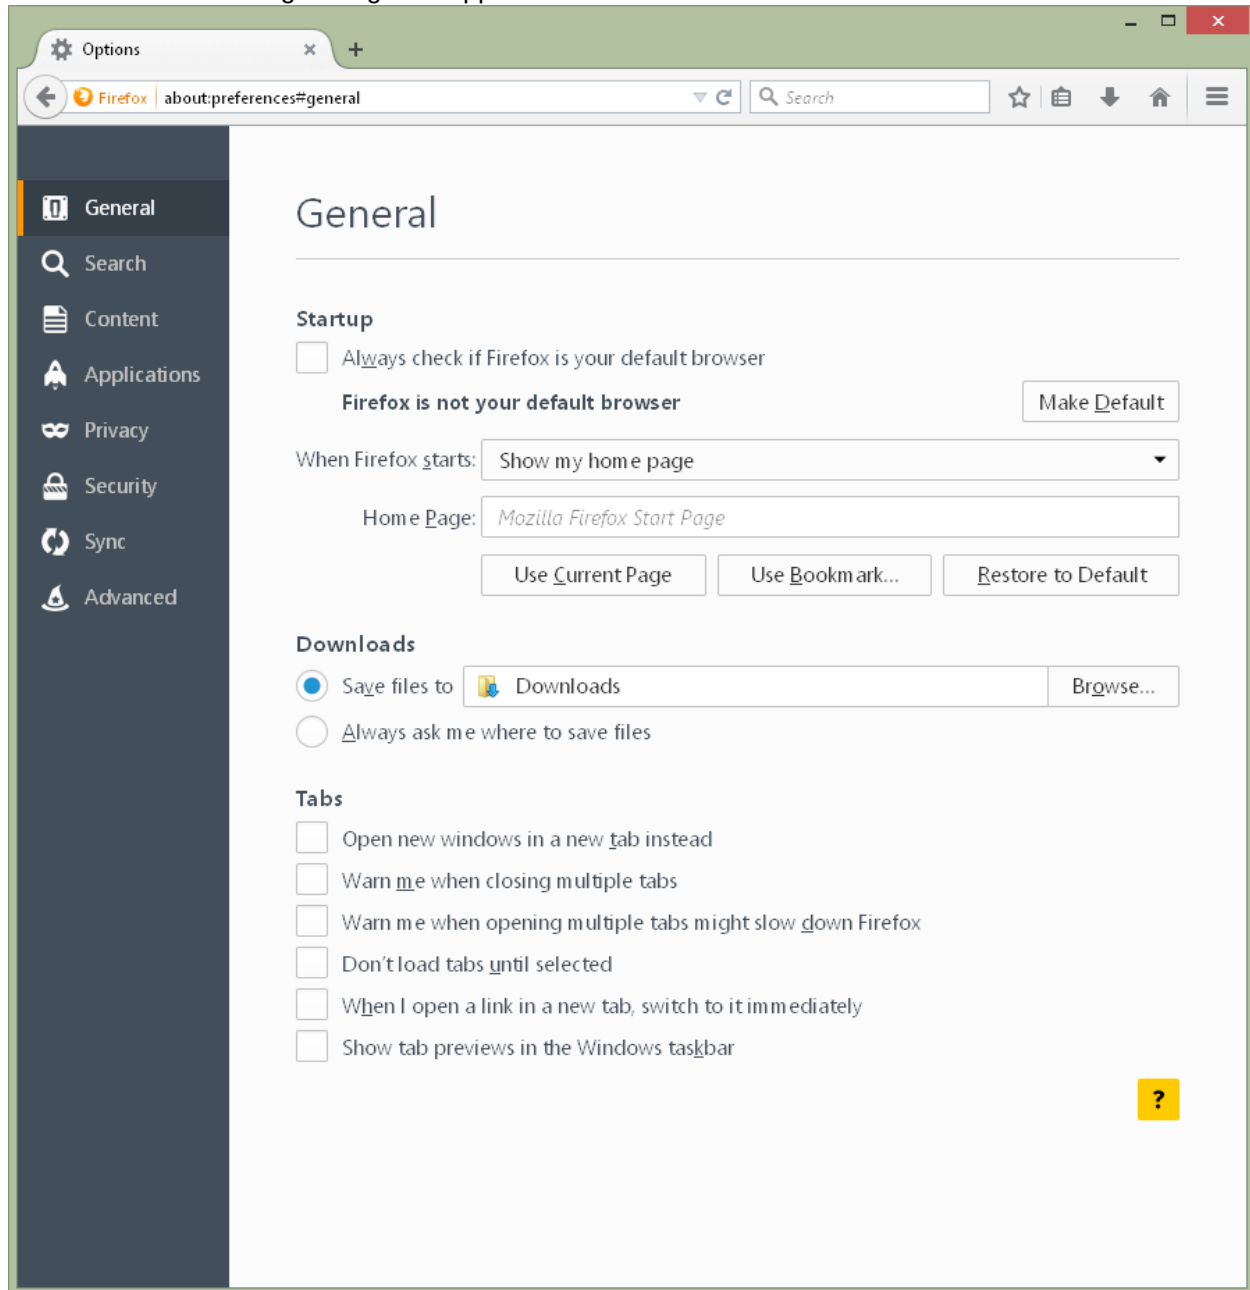 Options
Firefox about:preferences#general Search
General
Search
Content
Applications
Privacy
Security
Sync
Advanced
General
Startup
Always check if Firefox is your default browser
Firefox is not your default browser Make Default
When Firefox starts: Show my home page
Home Page: Mozilla Firefox Start Page
Use Current Page Use Bookmark... Restore to Default
Downloads
Save files to Downloads Browse...
Always ask me where to save files
Tabs
Open new windows in a new tab instead
Warn me when closing multiple tabs
Warn me when opening multiple tabs might slow down Firefox
Don't load tabs until selected
When I open a link in a new tab, switch to it immediately
Show tab previews in the Windows taskbar
?